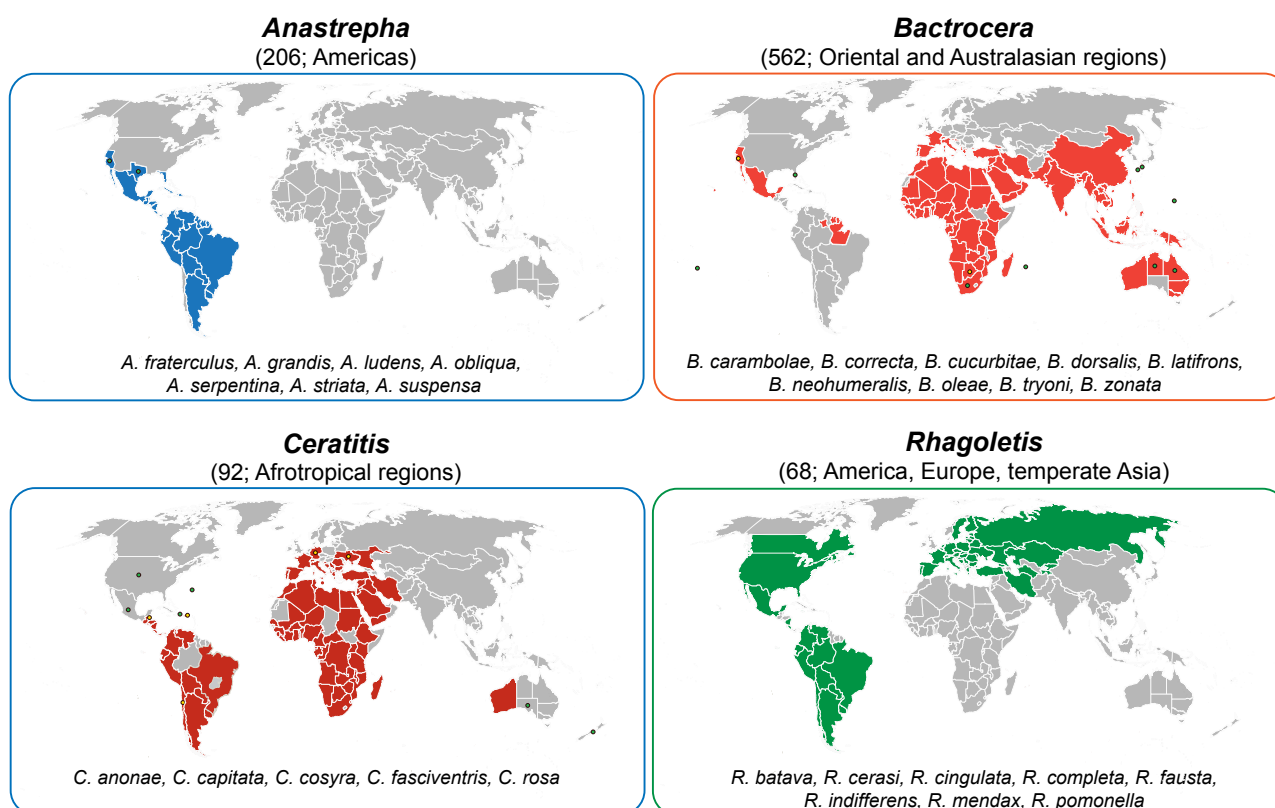 Anastrepha
(206; Americas)
A. fraterculus, A. grandis, A. ludens, A. obliqua,
A. serpentina, A. striata, A. suspensa
Bactrocera
(562; Oriental and Australasian regions)
B. carambolae, B. correcta, B. cucurbitae, B. dorsalis, B. latifrons,
B. neohumeralis, B. oleae, B. tryoni, B. zonata
Ceratitis
(92; Afrotropical regions)
C. anonae, C. capitata, C. cosyra, C. fasciventris, C. rosa
Rhagoletis
(68; America, Europe, temperate Asia)
R. batava, R. cerasi, R. cingulata, R. completa, R. fausta,
R. indifferens, R. mendax, R. pomonella